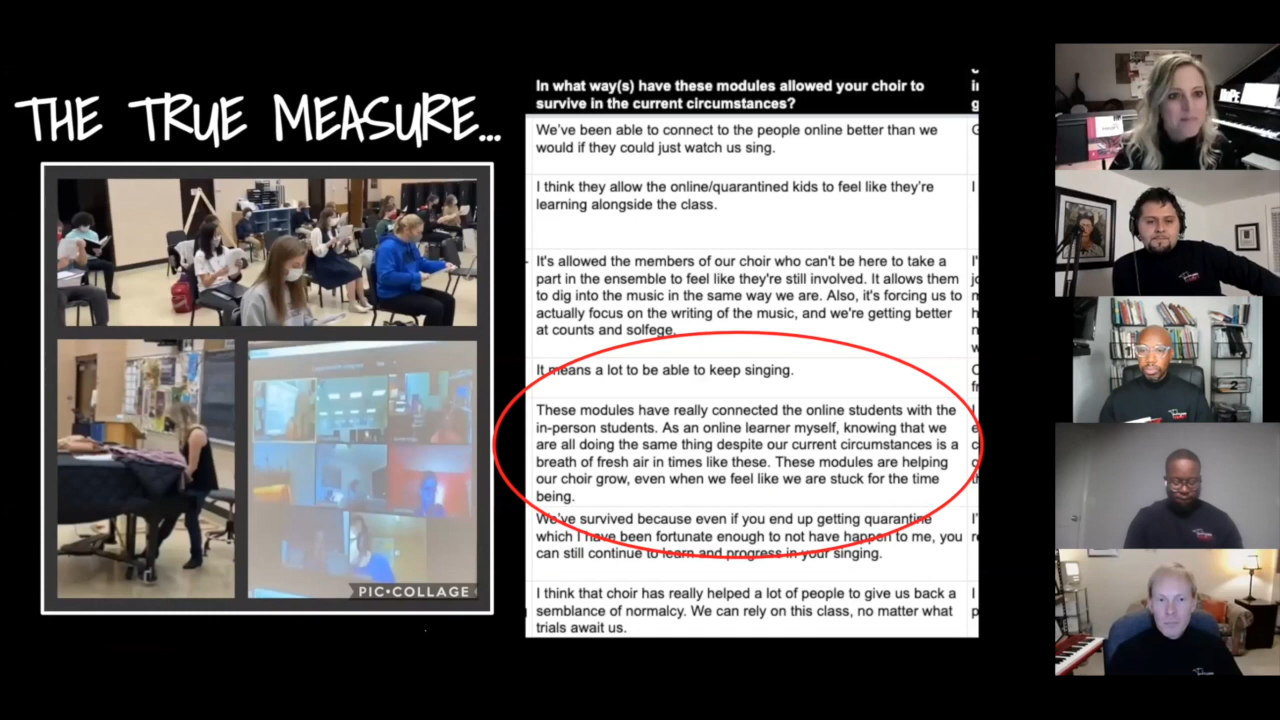 THE TRUE MEASURE...
In what way(s) have these modules allowed your choir to
survive in the current circumstances?
We've been able to connect to the people online better than we
would if they could just watch us sing.
I think they allow the online/quarantined kids to feel like they're
learning alongside the class.
It's allowed the members of our choir who can't be here to take a
part in the ensemble to feel like they're still involved. It allows them
to dig into the music in the same way we are. Also, it's forcing us to
actually focus on the writing of the music, and we're getting better
at counts and solfege.
It means a lot to be able to keep singing.
These modules have really connected the online students with the
in-person students. As an online learner myself, knowing that we
are all doing the same thing despite our current circumstances is a
breath of fresh air in times like these. These modules are helping
our choir grow, even when we feel like we are stuck for the time
being.
We've survived because even if you end up getting quarantine
which I have been fortunate enough to not have happen to me, you
can still continue to learn and progress in your singing.
I think that choir has really helped a lot of people to give us back a
semblance of normalcy. We can rely on this class, no matter what
trials await us.
PIC•COLLAGE